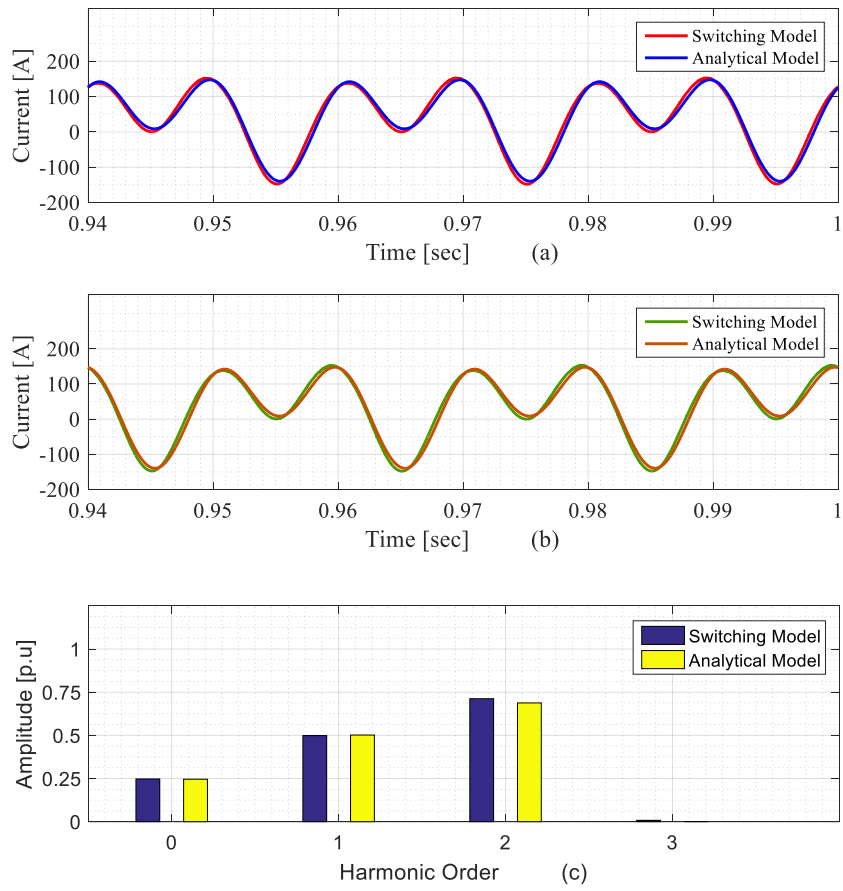 Switching Model
Analytical Model
Current [A]
200
100
0
-100
-200
0.94 0.95 0.96 0.97 0.98 0.99 1
Time [sec] (a)
Switching Model
Analytical Model
Current [A]
200
100
0
-100
-200
0.94 0.95 0.96 0.97 0.98 0.99 1
Time [sec] (b)
Switching Model
Analytical Model
Amplitude [p.u]
1
0.75
0.5
0.25
0
0 1 2 3
Harmonic Order (c)